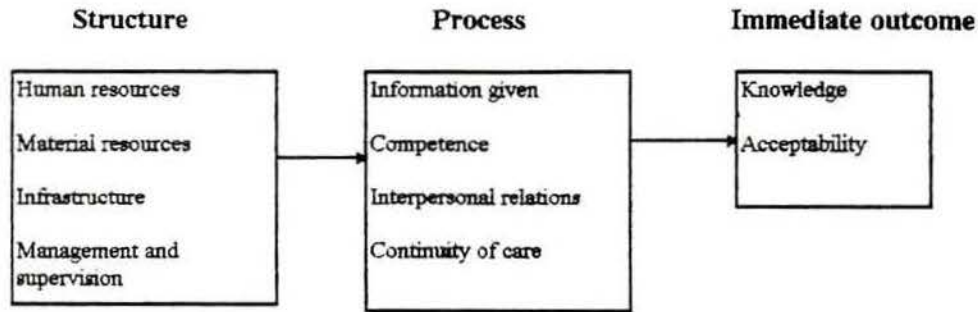 Structure
Process
Immediate outcome
Human resources
Material resources
Infrastructure
Management and
supervision
Information given
Competence
Interpersonal relations
Continuity of care
Knowledge
Acceptability